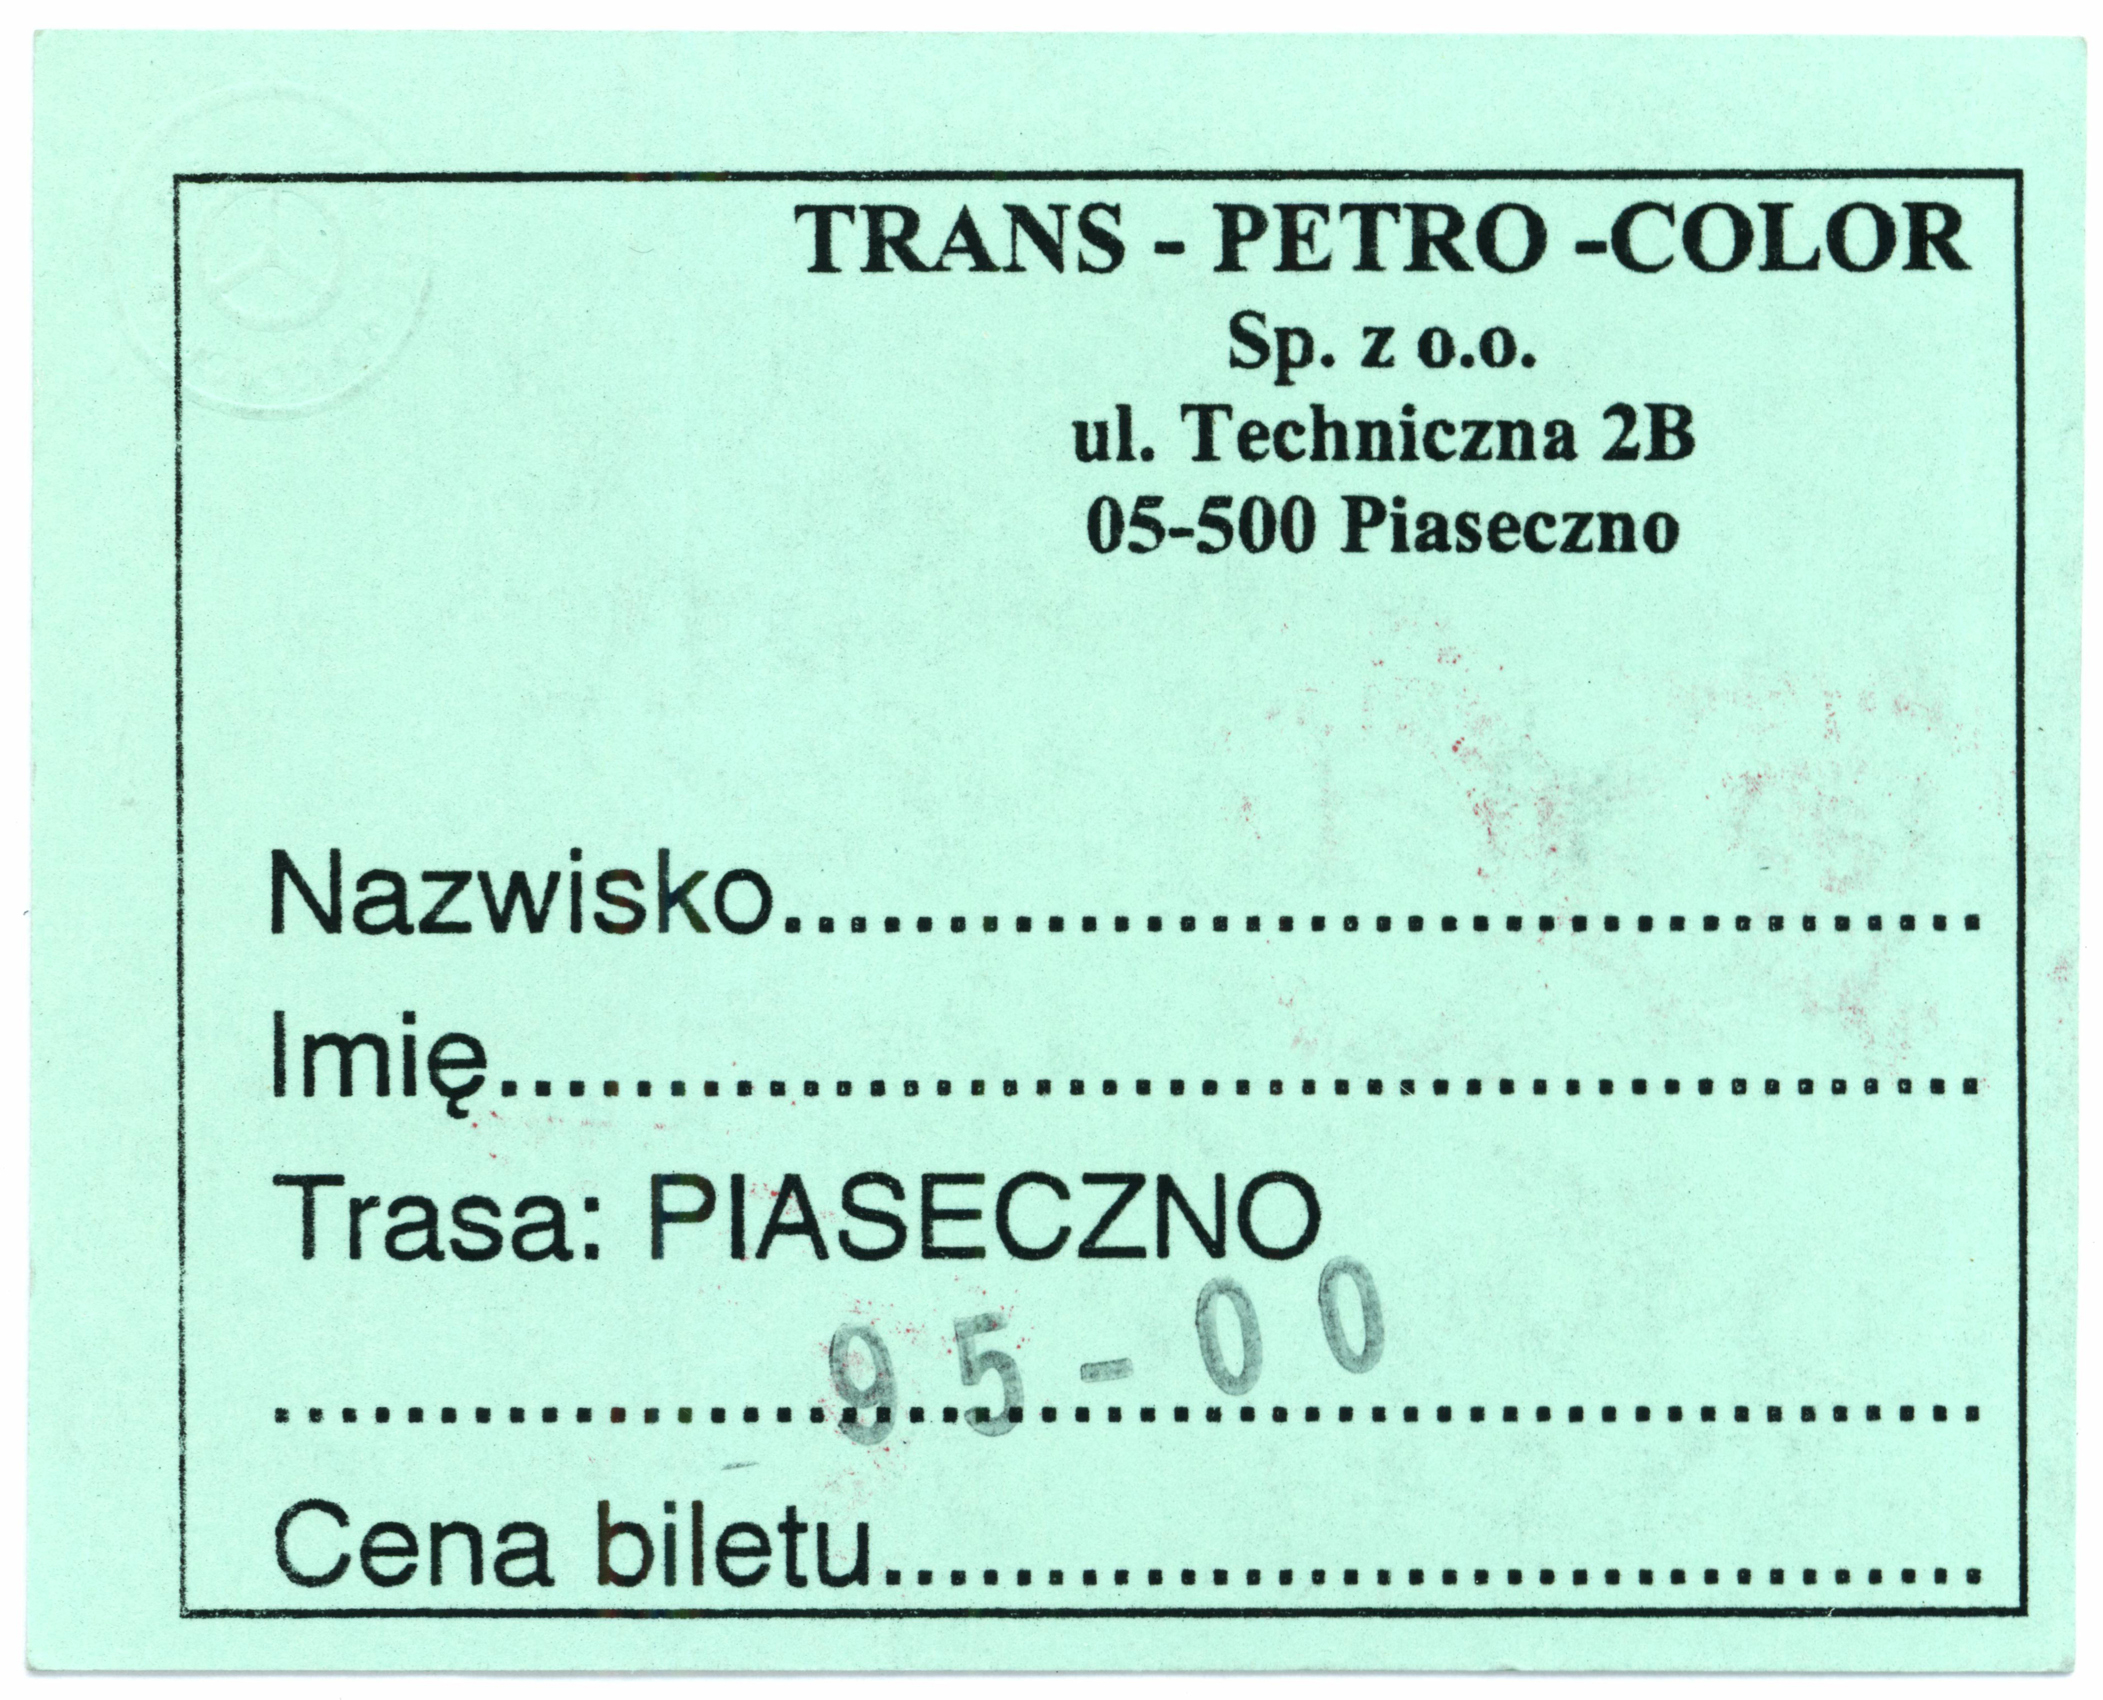 TRANS - PETRO -COLOR
Sp. z o.o.
ul. Techniczna 2B
05-500 Piaseczno
Nazwisko................................................
Imię................................................
Trasa: PIASECZNO
95-00
................................................
Cena biletu................................................